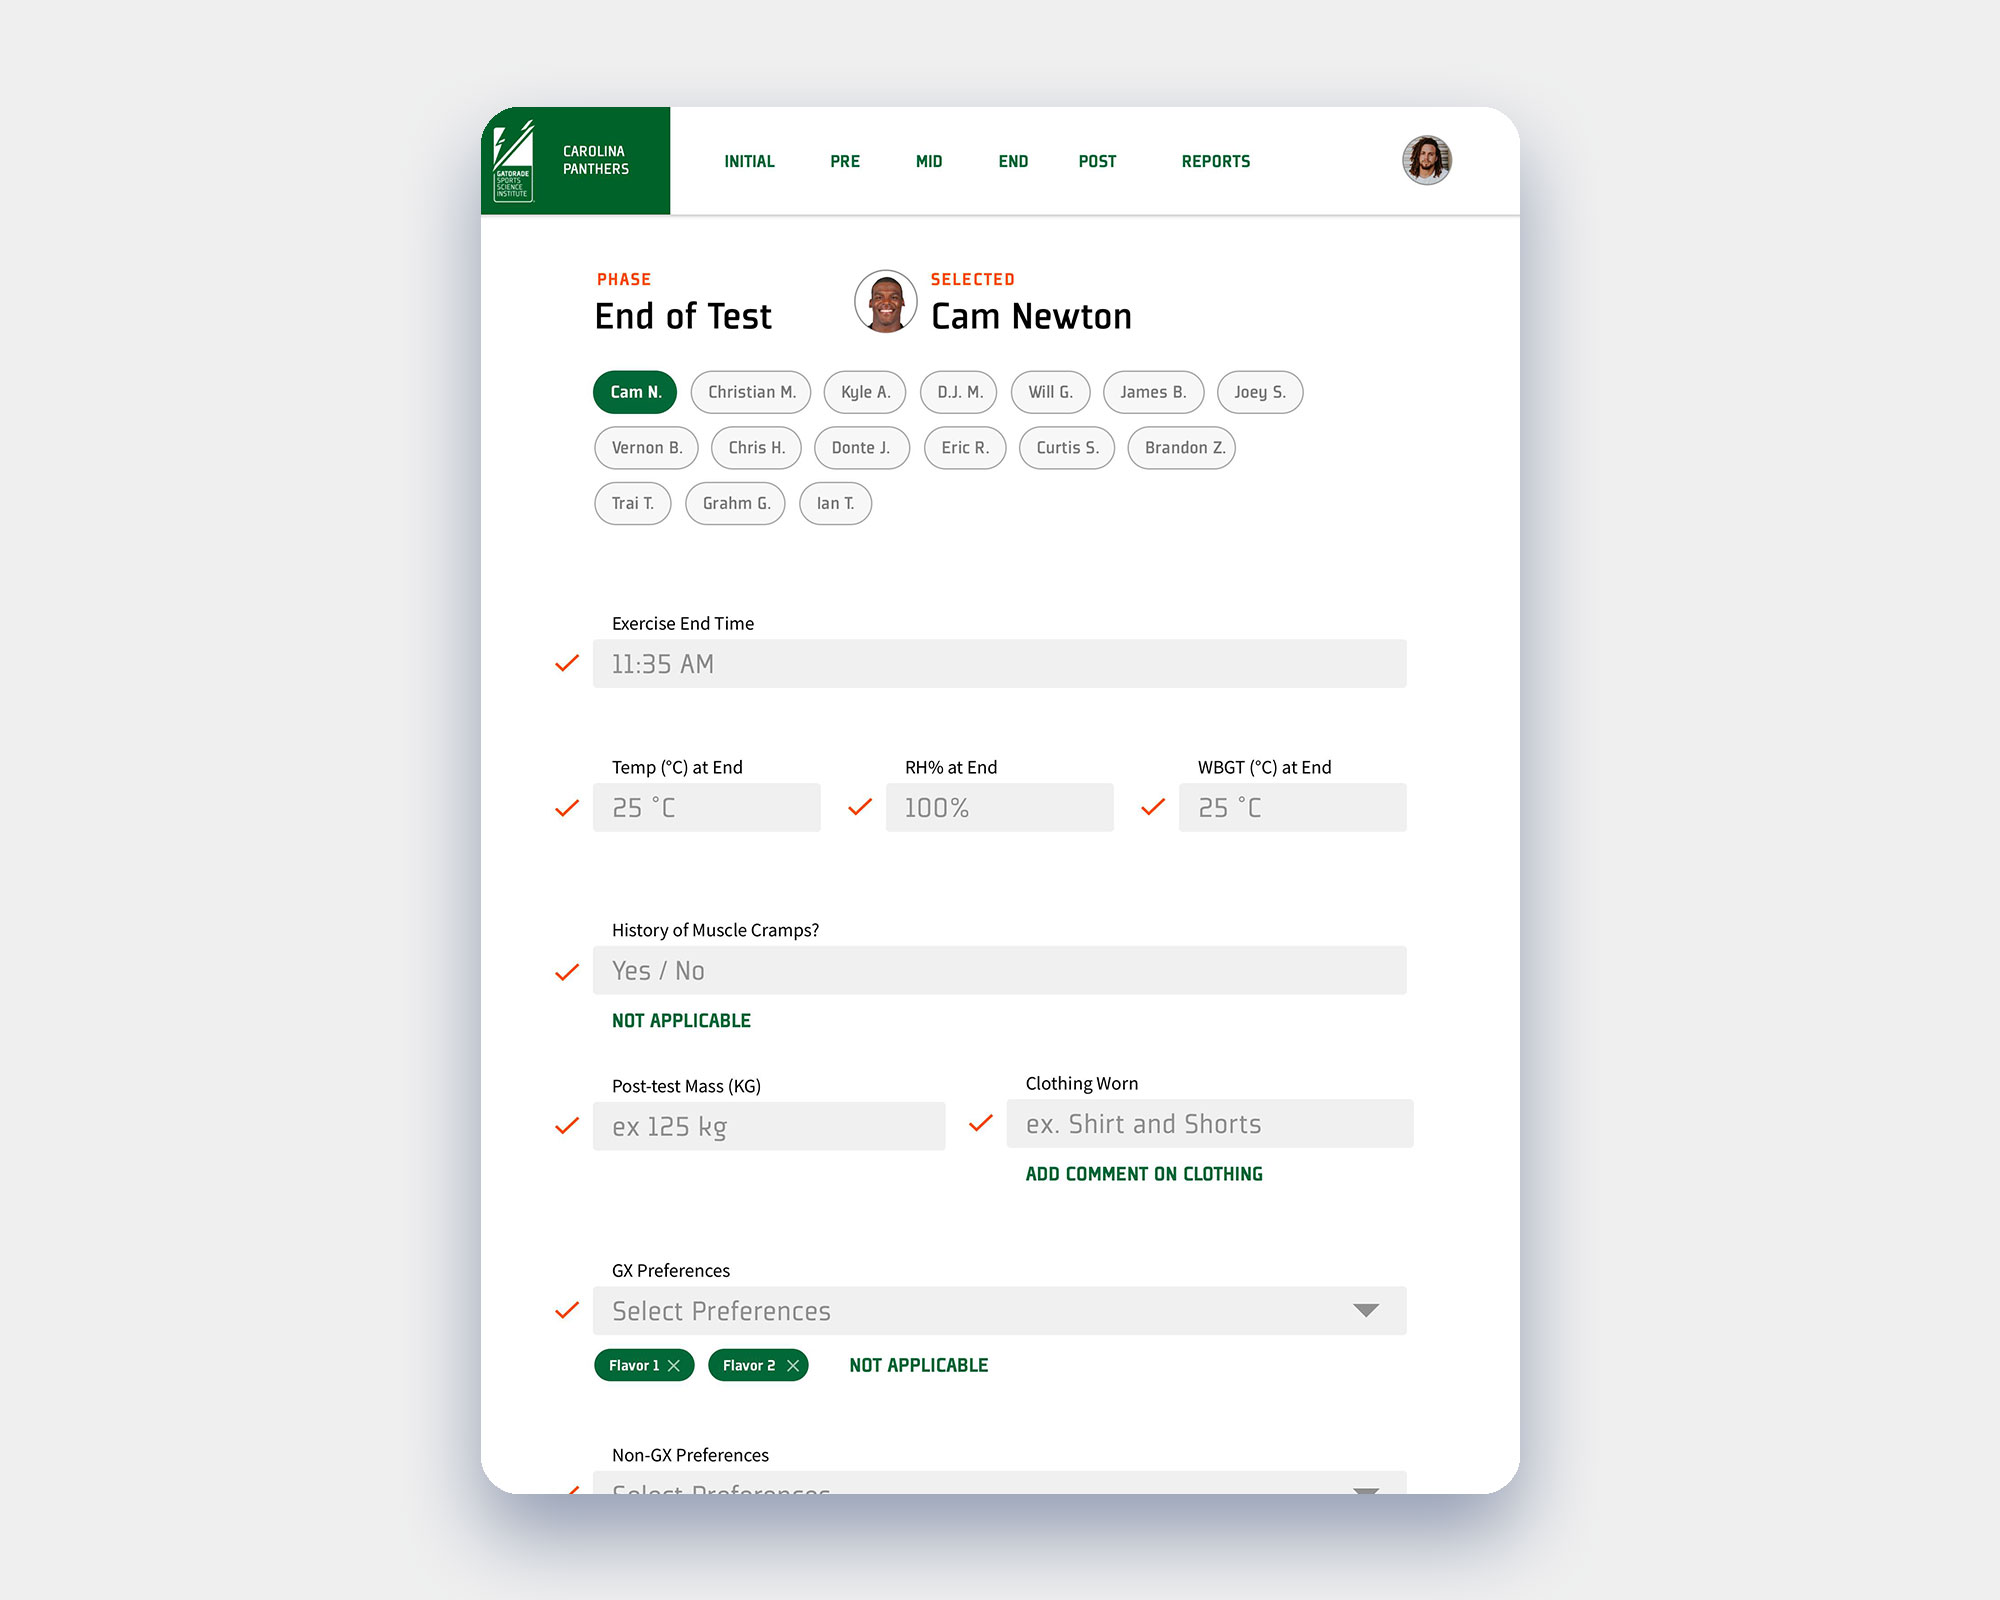 GATORADE
SPORTS
SCIENCE
INSTITUTE
CAROLINA
PANTHERS
INITIAL PRE MID END POST REPORTS
PHASE
End of Test
SELECTED
Cam Newton
Cam N. Christian M. Kyle A. D.J. M. Will G. James B. Joey S.
Vernon B. Chris H. Donte J. Eric R. Curtis S. Brandon Z.
Trai T. Grahm G. Ian T.
Exercise End Time
11:35 AM
Temp (°C) at End RH% at End WBGT (°C) at End
25 °C 100% 25 °C
History of Muscle Cramps?
Yes / No
NOT APPLICABLE
Post-test Mass (KG) Clothing Worn
ex 125 kg ex. Shirt and Shorts
ADD COMMENT ON CLOTHING
GX Preferences
Select Preferences
Flavor 1 Flavor 2 NOT APPLICABLE
Non-GX Preferences
Select Preferences